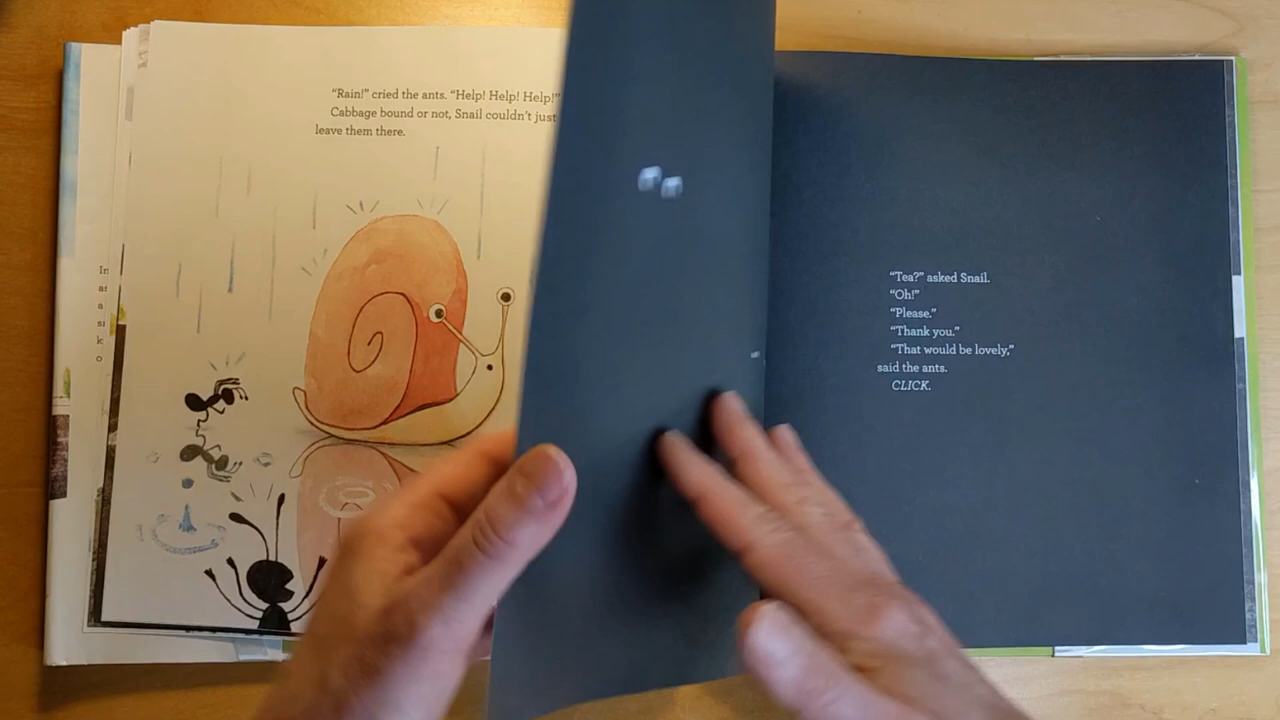 "Rain!" cried the ants. "Help! Help! Help!"
Cabbage bound or not, Snail couldn't just
leave them there.
"Tea?" asked Snail.
"Oh!"
"Please."
"Thank you."
"That would be lovely,"
said the ants.
CLICK.